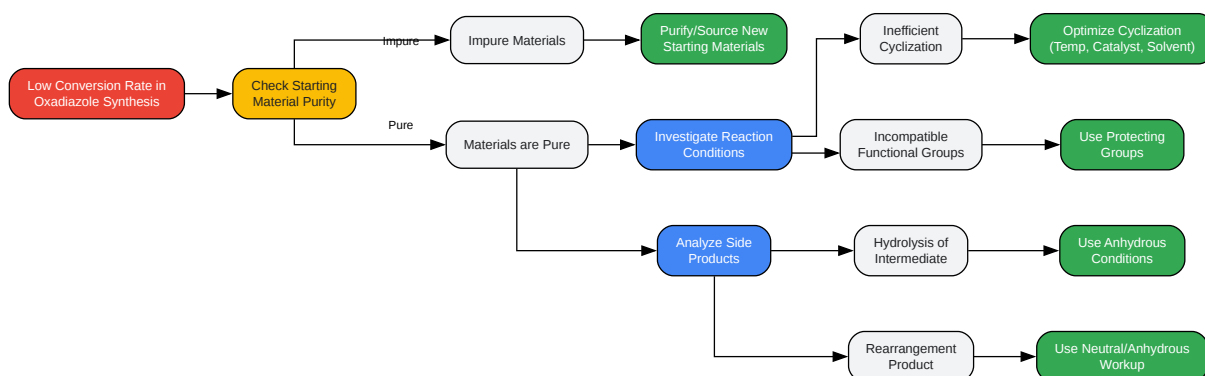 Low Conversion Rate in
Oxadiazole Synthesis
Check Starting
Material Purity
Impure
Pure
Impure Materials
Materials are Pure
Purify/Source New
Starting Materials
Investigate Reaction
Conditions
Analyze Side
Products
Inefficient
Cyclization
Incompatible
Functional Groups
Hydrolysis of
Intermediate
Rearrangement
Product
Optimize Cyclization
(Temp, Catalyst, Solvent)
Use Protecting
Groups
Use Anhydrous
Conditions
Use Neutral/Anhydrous
Workup